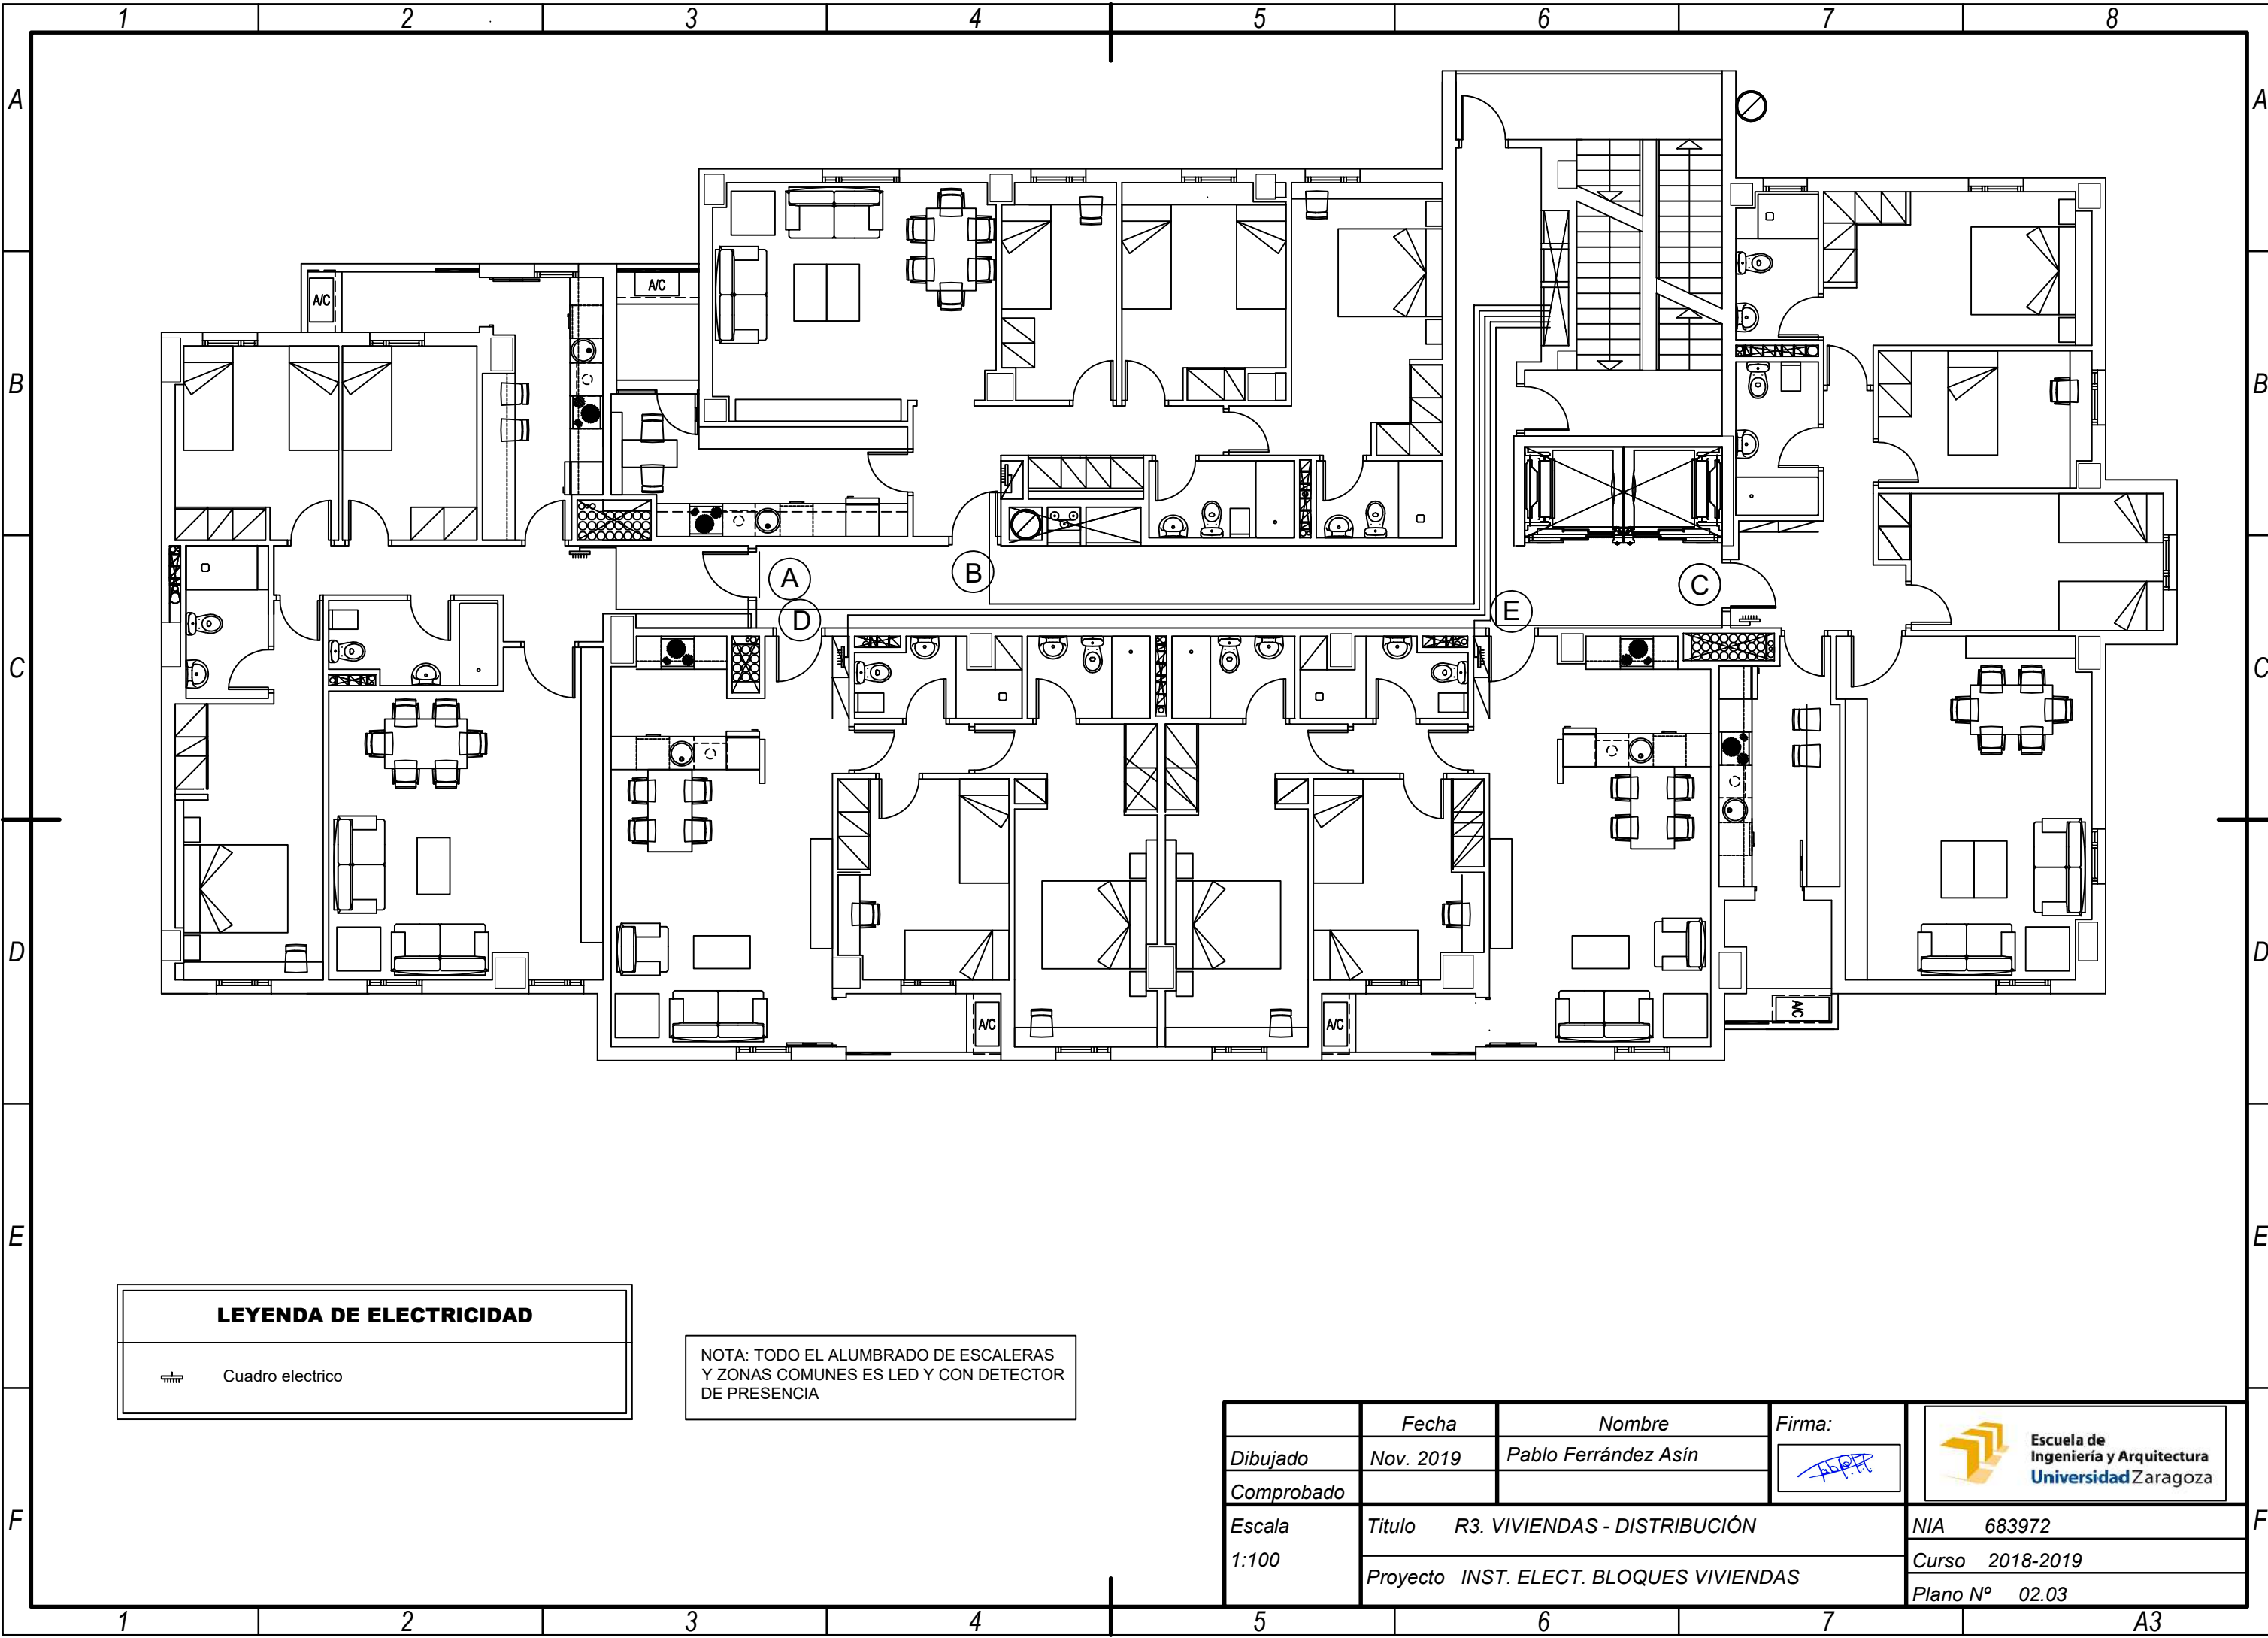 1 2 3 4 5 6 7 8
A A
B B
C C
D D
E E
F F
A/C
A/C
A
B
C
D
E
A/C
A/C
A/C
LEYENDA DE ELECTRICIDAD
Cuadro electrico
NOTA: TODO EL ALUMBRADO DE ESCALERAS
Y ZONAS COMUNES ES LED Y CON DETECTOR
DE PRESENCIA
Fecha Nombre Firma:
Dibujado Nov. 2019 Pablo Ferrández Asín
Comprobado
Escuela de
Ingeniería y Arquitectura
Universidad Zaragoza
Escala
1:100
Titulo R3. VIVIENDAS - DISTRIBUCIÓN
Proyecto INST. ELECT. BLOQUES VIVIENDAS
NIA 683972
Curso 2018-2019
Plano Nº 02.03
1 2 3 4 5 6 7 A3